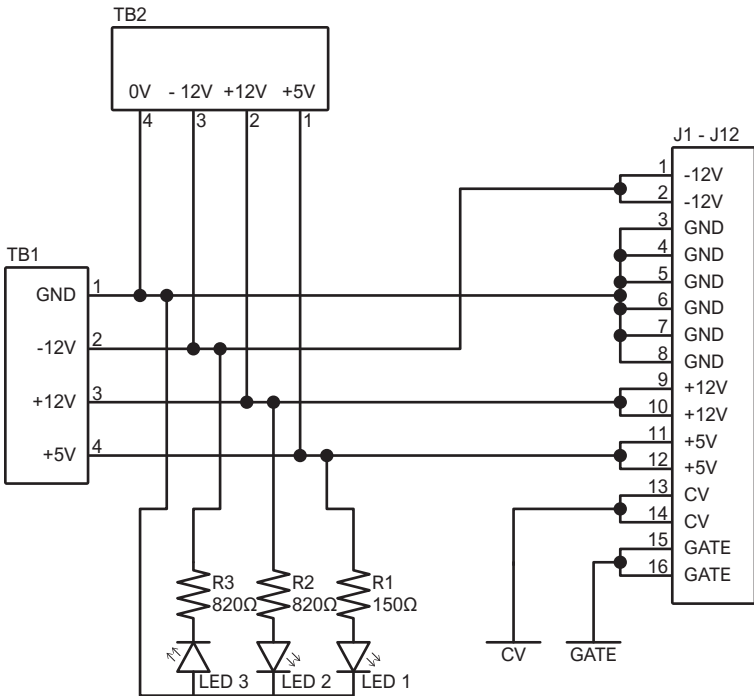 TB2
0V - 12V +12V +5V
4 3 2 1
J1 - J12
1 -12V
2 -12V
3 GND
4 GND
5 GND
6 GND
7 GND
8 GND
9 +12V
10 +12V
11 +5V
12 +5V
13 CV
14 CV
15 GATE
16 GATE
TB1
GND 1
-12V 2
+12V 3
+5V 4
R3
820Ω
R2
820Ω
R1
150Ω
LED 3
LED 2
LED 1
CV
GATE